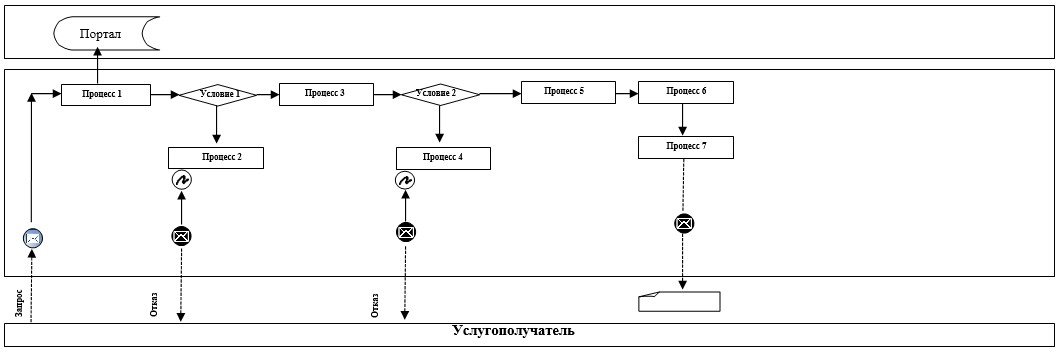 Портал
Процесс 1
Условие 1
Процесс 3
Условие 2
Процесс 5
Процесс 6
Процесс 2
Процесс 4
Процесс 7
Запрос
Отказ
Отказ
Услугополучатель